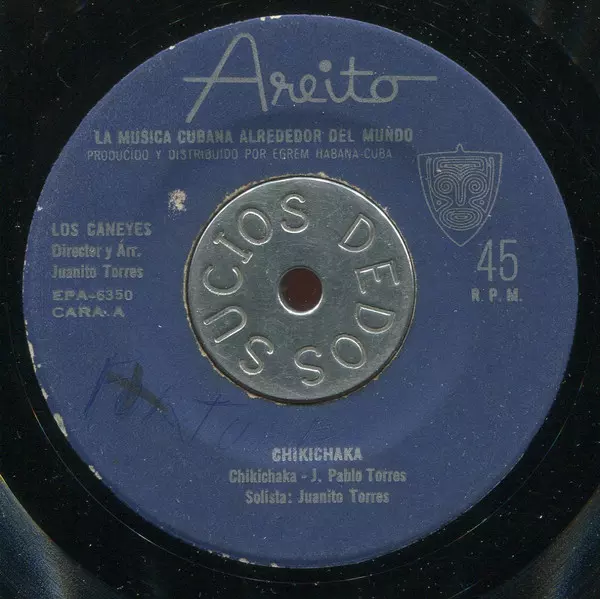 Areito
LA MUSICA CUBANA ALREDEDOR DEL MUNDO
PRODUCIDO Y DISTRIBUIDO POR EGREM HABANA-CUBA
LOS CANEYES
Director y Arr.
Juanito Torres
EPA-6350
CARA A
45
R. P. M.
SUCIOS DEDOS
CHIKICHAKA
Chikichaka - J. Pablo Torres
Solista: Juanito Torres